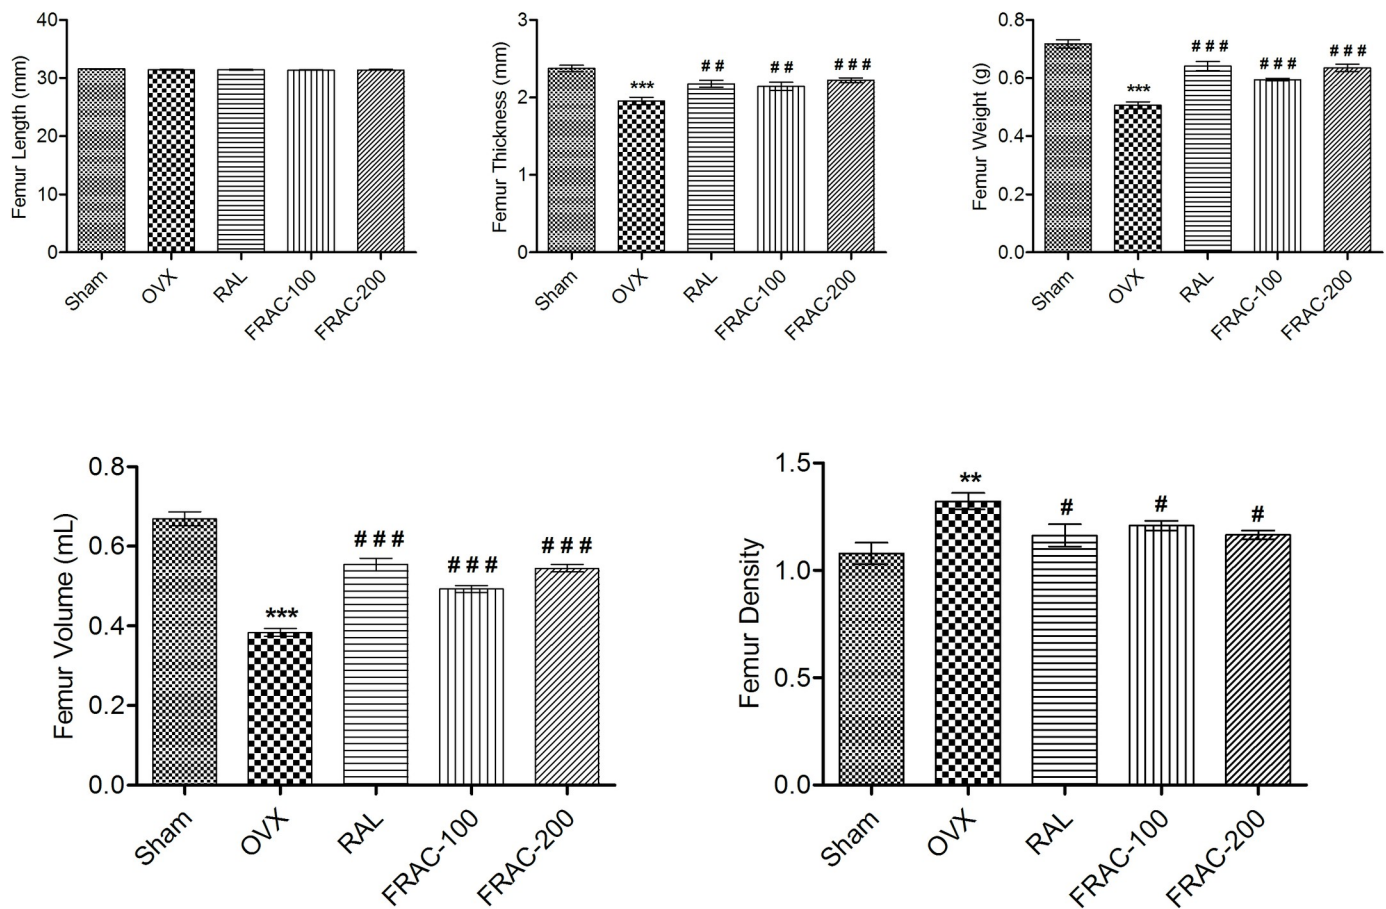 Femur Length (mm)
40
30
20
10
0
Sham
OVX
RAL
FRAC-100
FRAC-200
Femur Thickness (mm)
3
2
1
0
***
# #
# #
# # #
Sham
OVX
RAL
FRAC-100
FRAC-200
Femur Weight (g)
0.8
0.6
0.4
0.2
0.0
***
# # #
# # #
# # #
Sham
OVX
RAL
FRAC-100
FRAC-200
Femur Volume (mL)
0.8
0.6
0.4
0.2
0.0
***
# # #
# # #
# # #
Sham
OVX
RAL
FRAC-100
FRAC-200
Femur Density
1.5
1.0
0.5
0.0
**
#
#
#
Sham
OVX
RAL
FRAC-100
FRAC-200